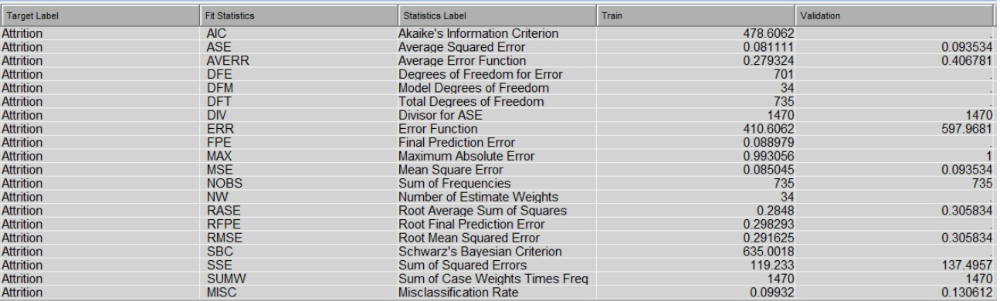 Target Label Fit Statistics Statistics Label Train Validation
Attrition AIC Akaike's Information Criterion 478.6062 .
Attrition ASE Average Squared Error 0.081111 0.093534
Attrition AVERR Average Error Function 0.279324 0.406781
Attrition DFE Degrees of Freedom for Error 701 .
Attrition DFM Model Degrees of Freedom 34 .
Attrition DFT Total Degrees of Freedom 735 .
Attrition DIV Divisor for ASE 1470 1470
Attrition ERR Error Function 410.6062 597.9681
Attrition FPE Final Prediction Error 0.088979 .
Attrition MAX Maximum Absolute Error 0.993056 1
Attrition MSE Mean Square Error 0.085045 0.093534
Attrition NOBS Sum of Frequencies 735 735
Attrition NW Number of Estimate Weights 34 .
Attrition RASE Root Average Sum of Squares 0.2848 0.305834
Attrition RFPE Root Final Prediction Error 0.298293 .
Attrition RMSE Root Mean Squared Error 0.291625 0.305834
Attrition SBC Schwarz's Bayesian Criterion 635.0018 .
Attrition SSE Sum of Squared Errors 119.233 137.4957
Attrition SUMW Sum of Case Weights Times Freq 1470 1470
Attrition MISC Misclassification Rate 0.09932 0.130612